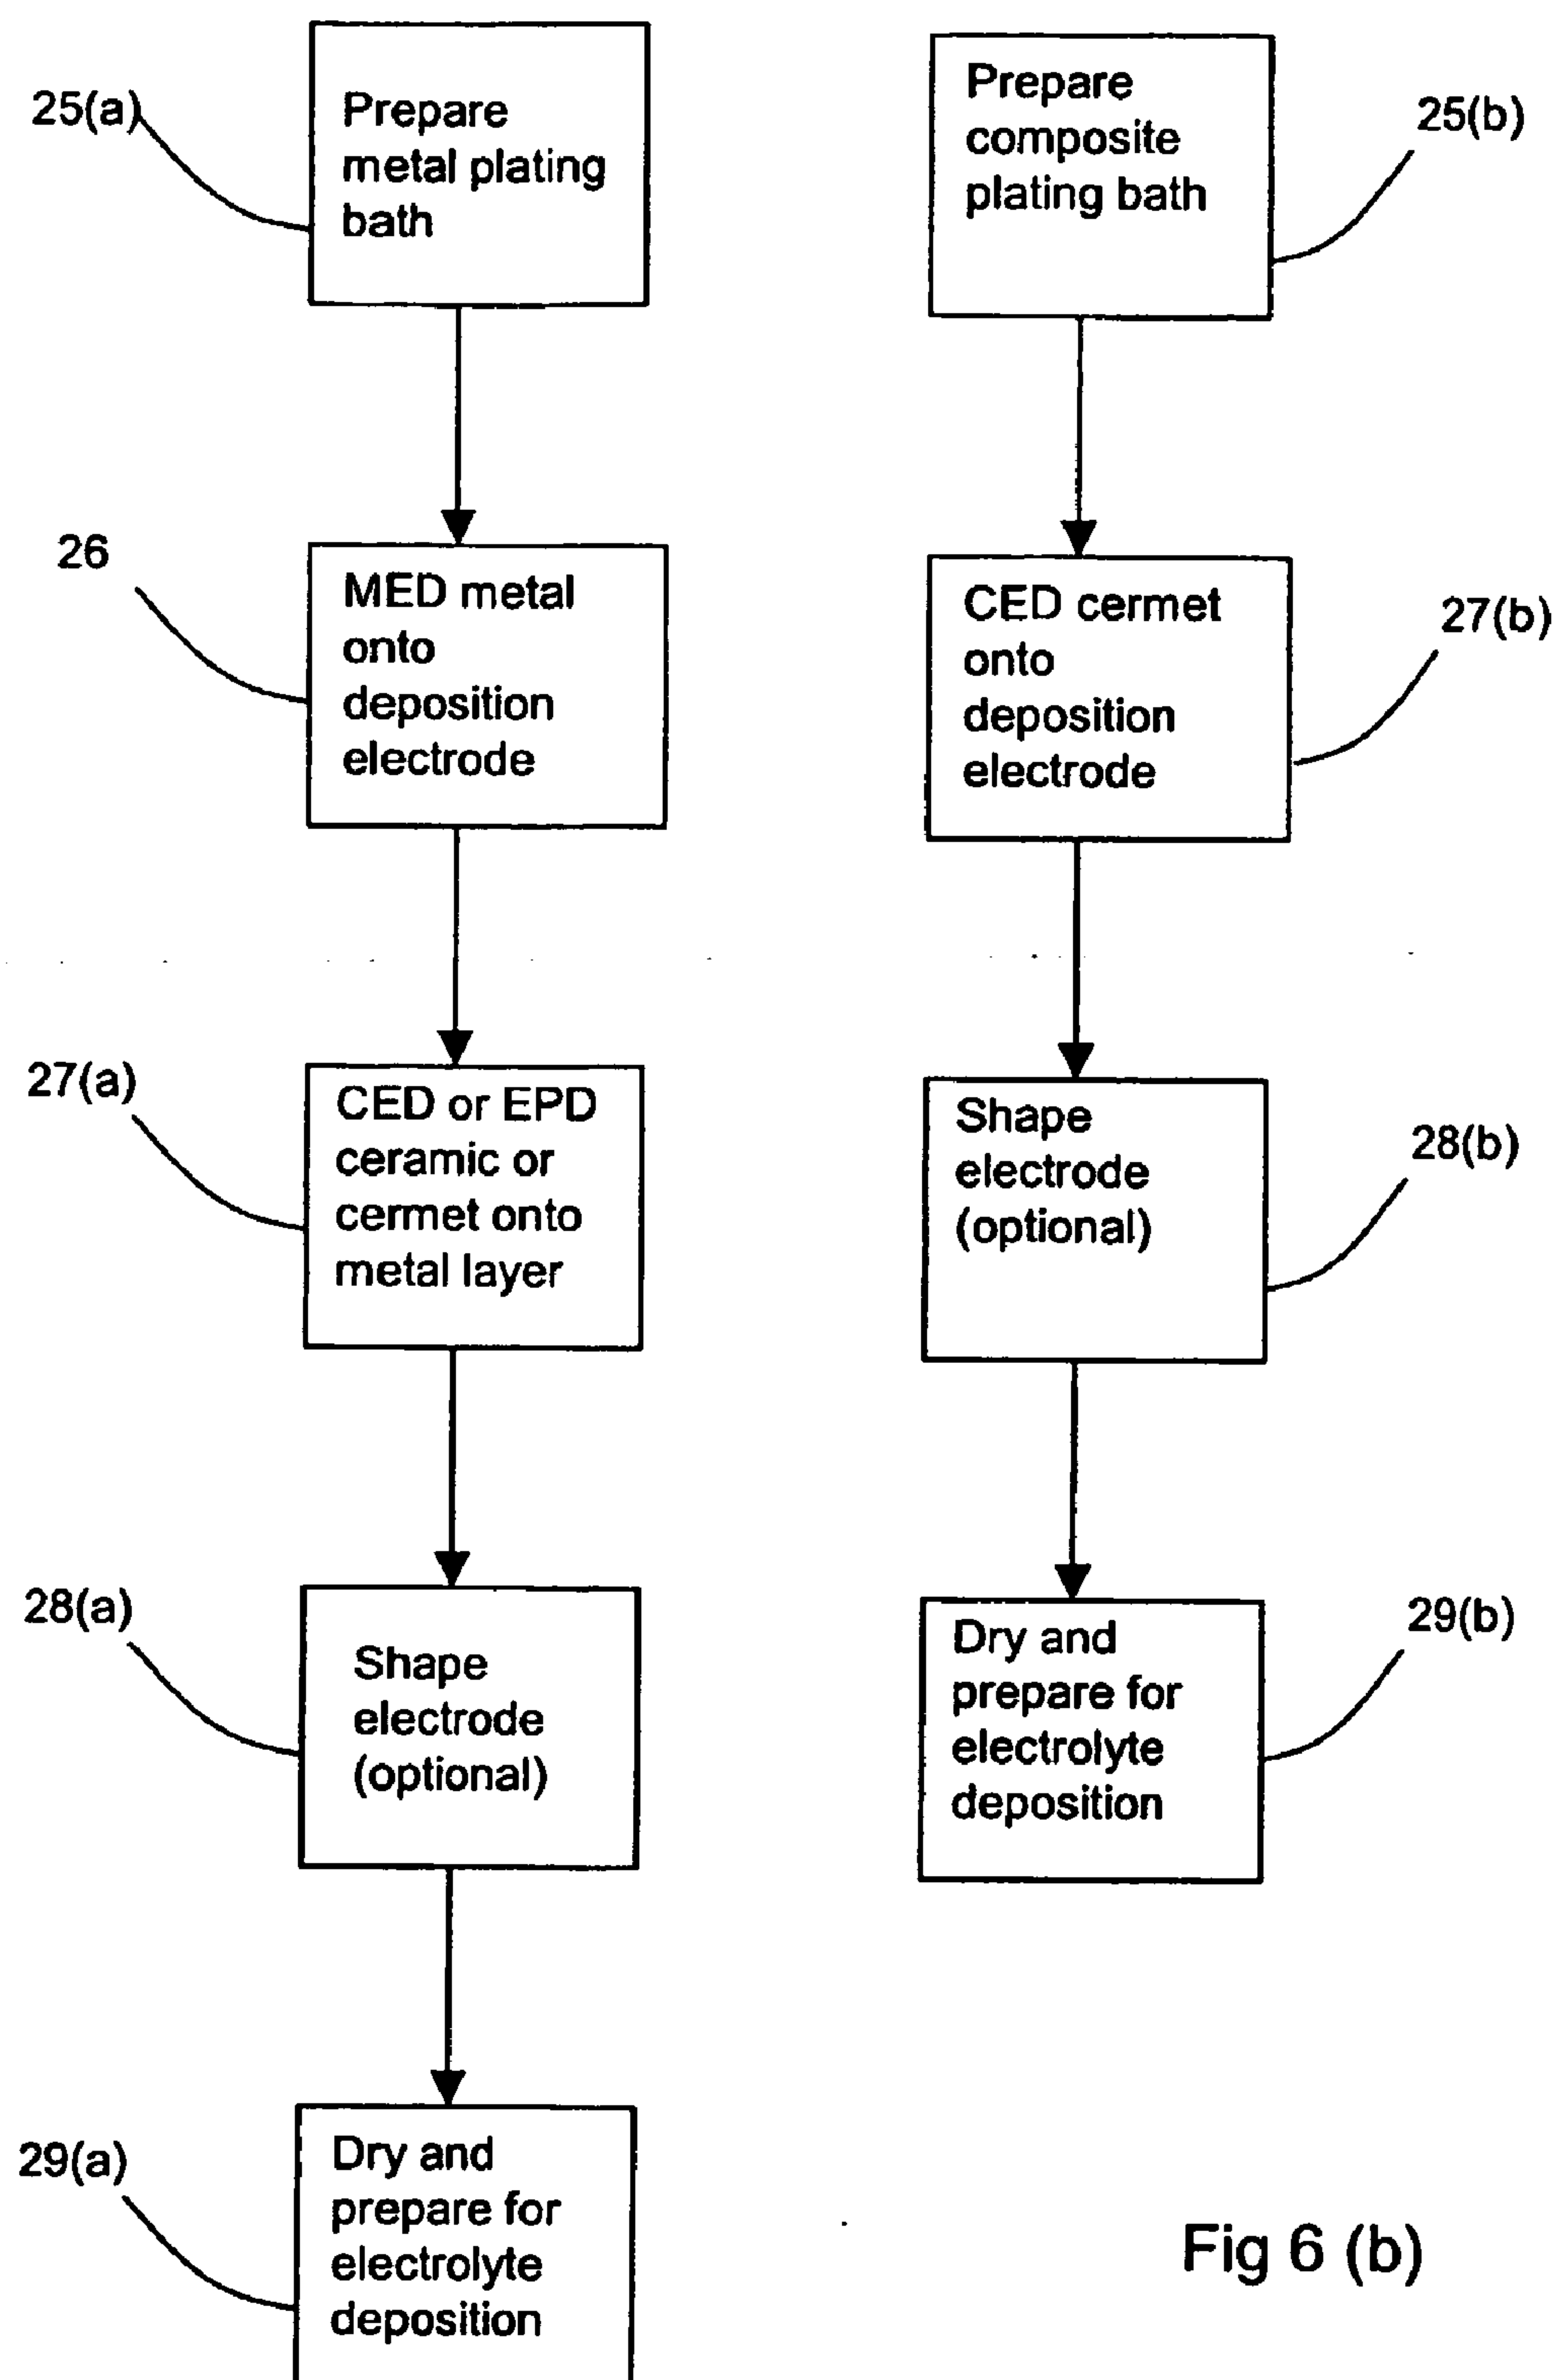 25(a)
Prepare
metal plating
bath
26
MED metal
onto
deposition
electrode
27(a)
CED or EPD
ceramic or
cermet onto
metal layer
28(a)
Shape
electrode
(optional)
29(a)
Dry and
prepare for
electrolyte
deposition
Prepare
composite
plating bath
25(b)
CED cermet
onto
deposition
electrode
27(b)
Shape
electrode
(optional)
28(b)
Dry and
prepare for
electrolyte
deposition
29(b)
Fig 6 (b)